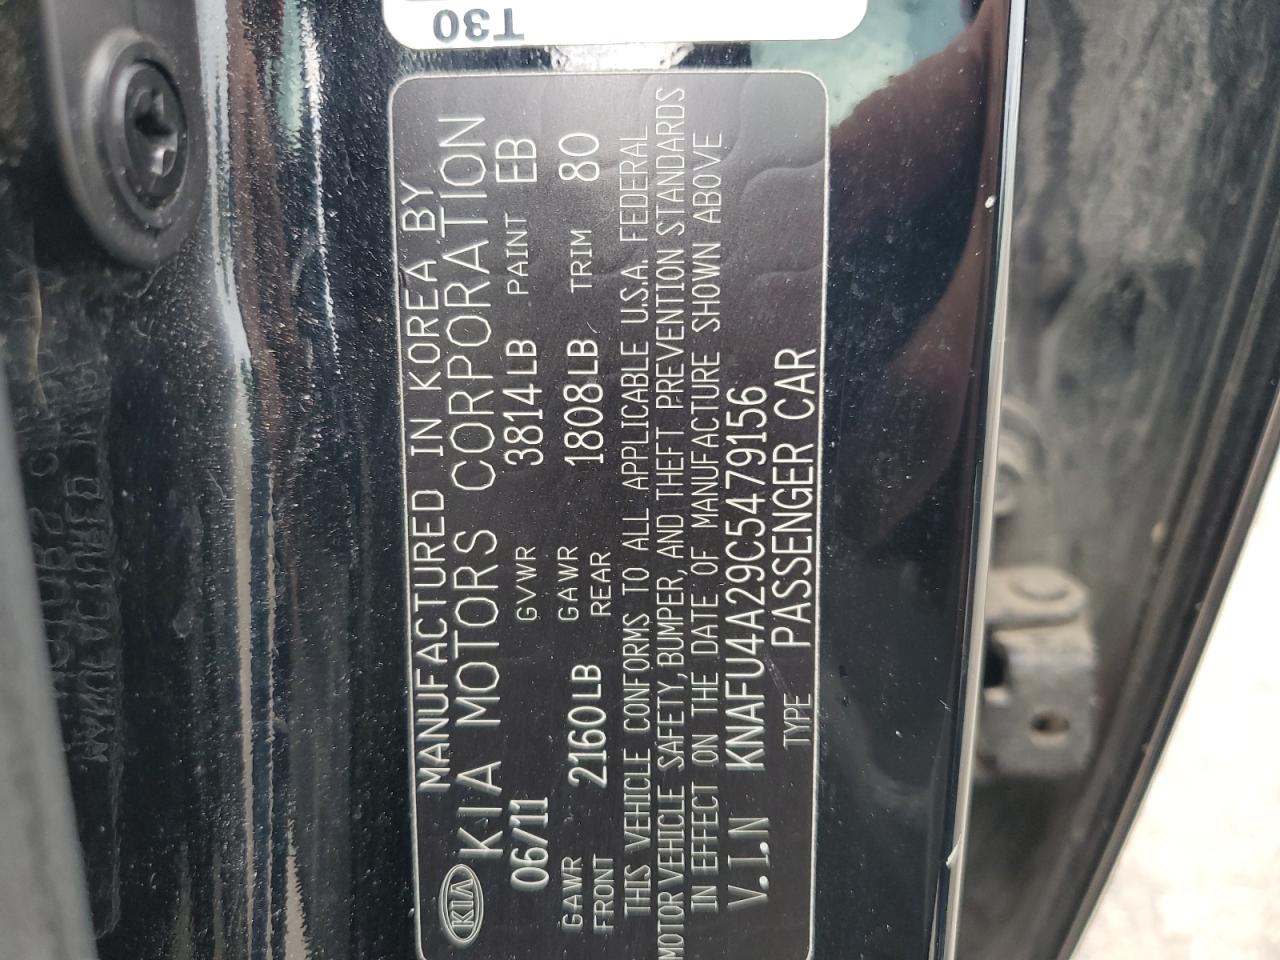 T30
MANUFACTURED IN KOREA BY
KIA KIA MOTORS CORPORATION
06/11 GVWR 3814LB PAINT EB
GAWR FRONT 2160LB GAWR REAR 1808LB TRIM 80
THIS VEHICLE CONFORMS TO ALL APPLICABLE U.S.A. FEDERAL
MOTOR VEHICLE SAFETY, BUMPER, AND THEFT PREVENTION STANDARDS
IN EFFECT ON THE DATE OF MANUFACTURE SHOWN ABOVE
V.I.N KNAFU4A29C5479156
TYPE PASSENGER CAR